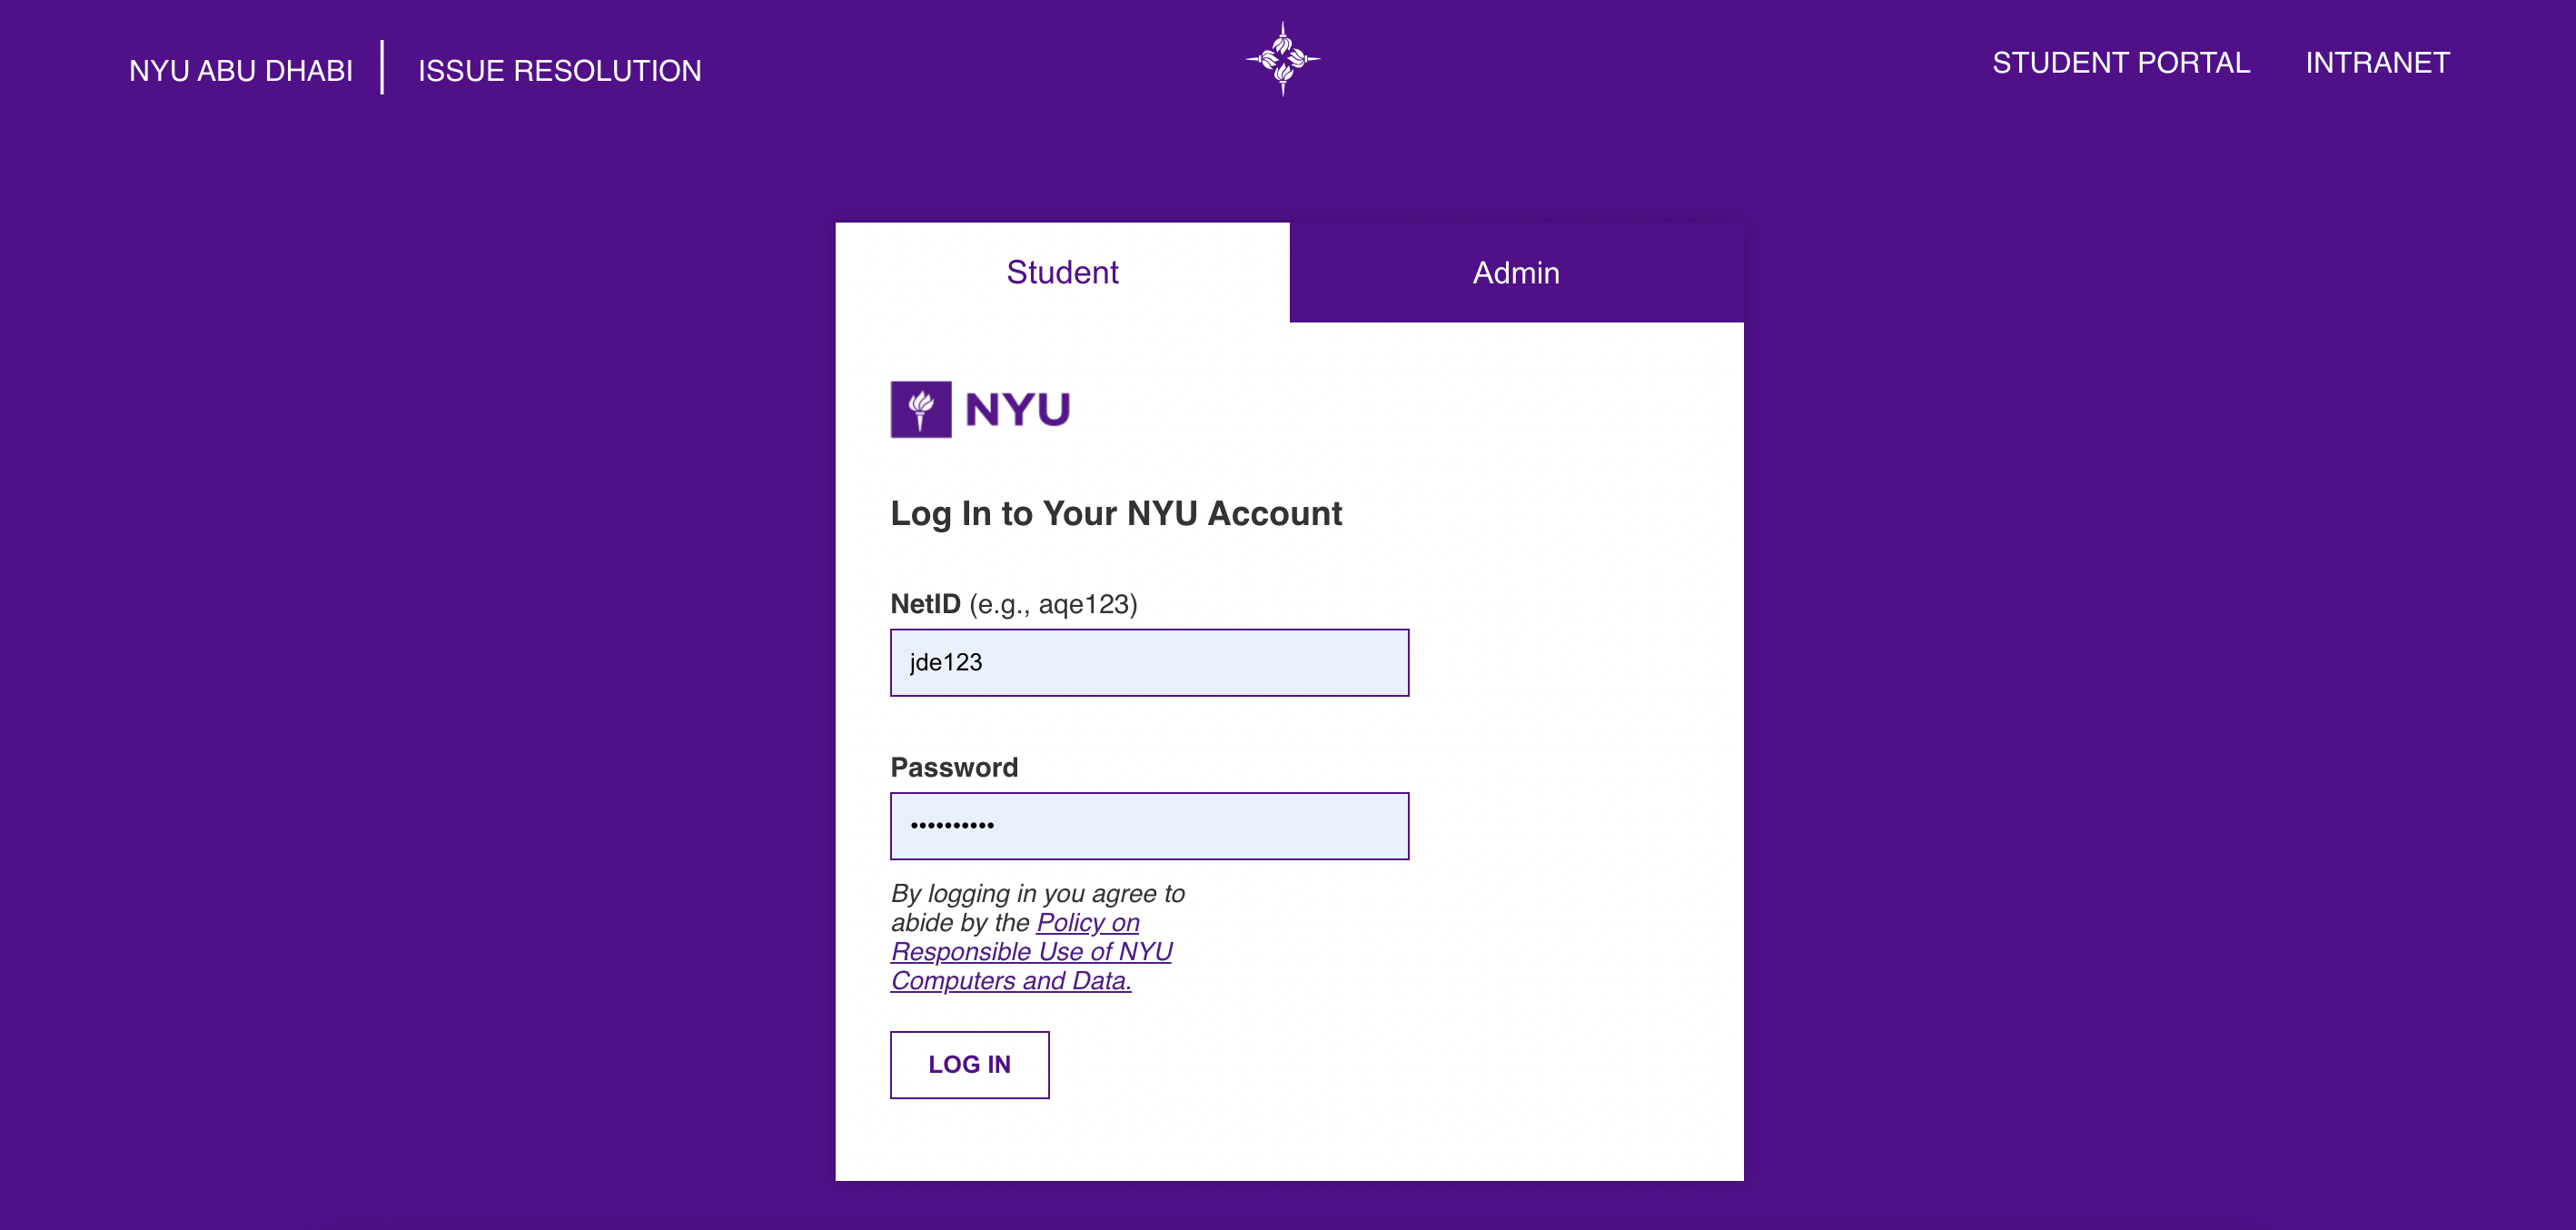 NYU ABU DHABI
ISSUE RESOLUTION
STUDENT PORTAL
INTRANET
Student
Admin
NYU
Log In to Your NYU Account
NetID (e.g., aqe123)
jde123
Password
••••••••••
By logging in you agree to
abide by the Policy on
Responsible Use of NYU
Computers and Data.
LOG IN